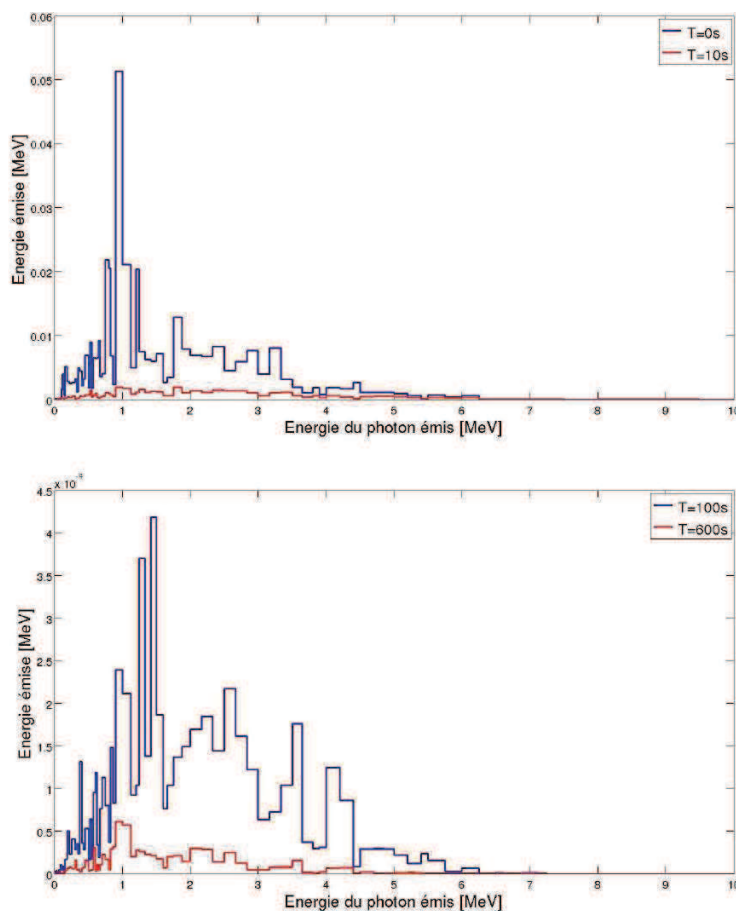 0.06
T=0s
T=10s
0.05
0.04
0.03
0.02
0.01
0
Energie émise [MeV]
0 1 2 3 4 5 6 7 8 9 10
Energie du photon émis [MeV]
4.5
T=100s
T=600s
4
3.5
3
2.5
2
1.5
1
0.5
0
Energie émise [MeV]
0 1 2 3 4 5 6 7 8 9 10
Energie du photon émis [MeV]